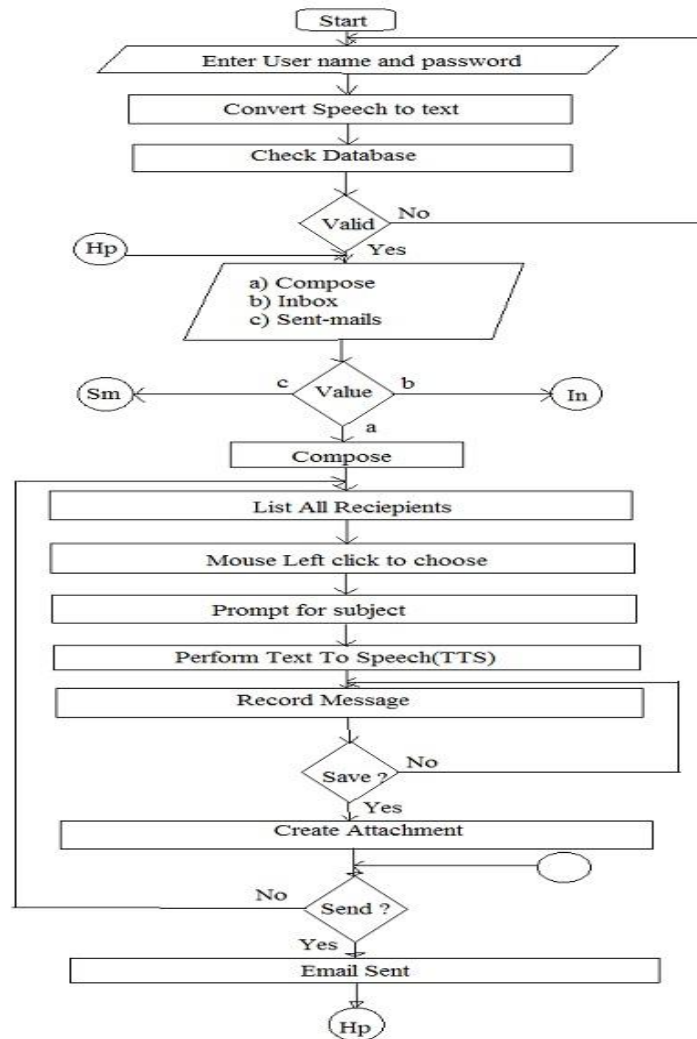 Start
Enter User name and password
Convert Speech to text
Check Database
Valid
No
Hp
Yes
a) Compose
b) Inbox
c) Sent-mails
Sm
c
Value
b
In
a
Compose
List All Reciepients
Mouse Left click to choose
Prompt for subject
Perform Text To Speech(TTS)
Record Message
Save ?
No
Yes
Create Attachment
No
Send ?
Yes
Email Sent
Hp